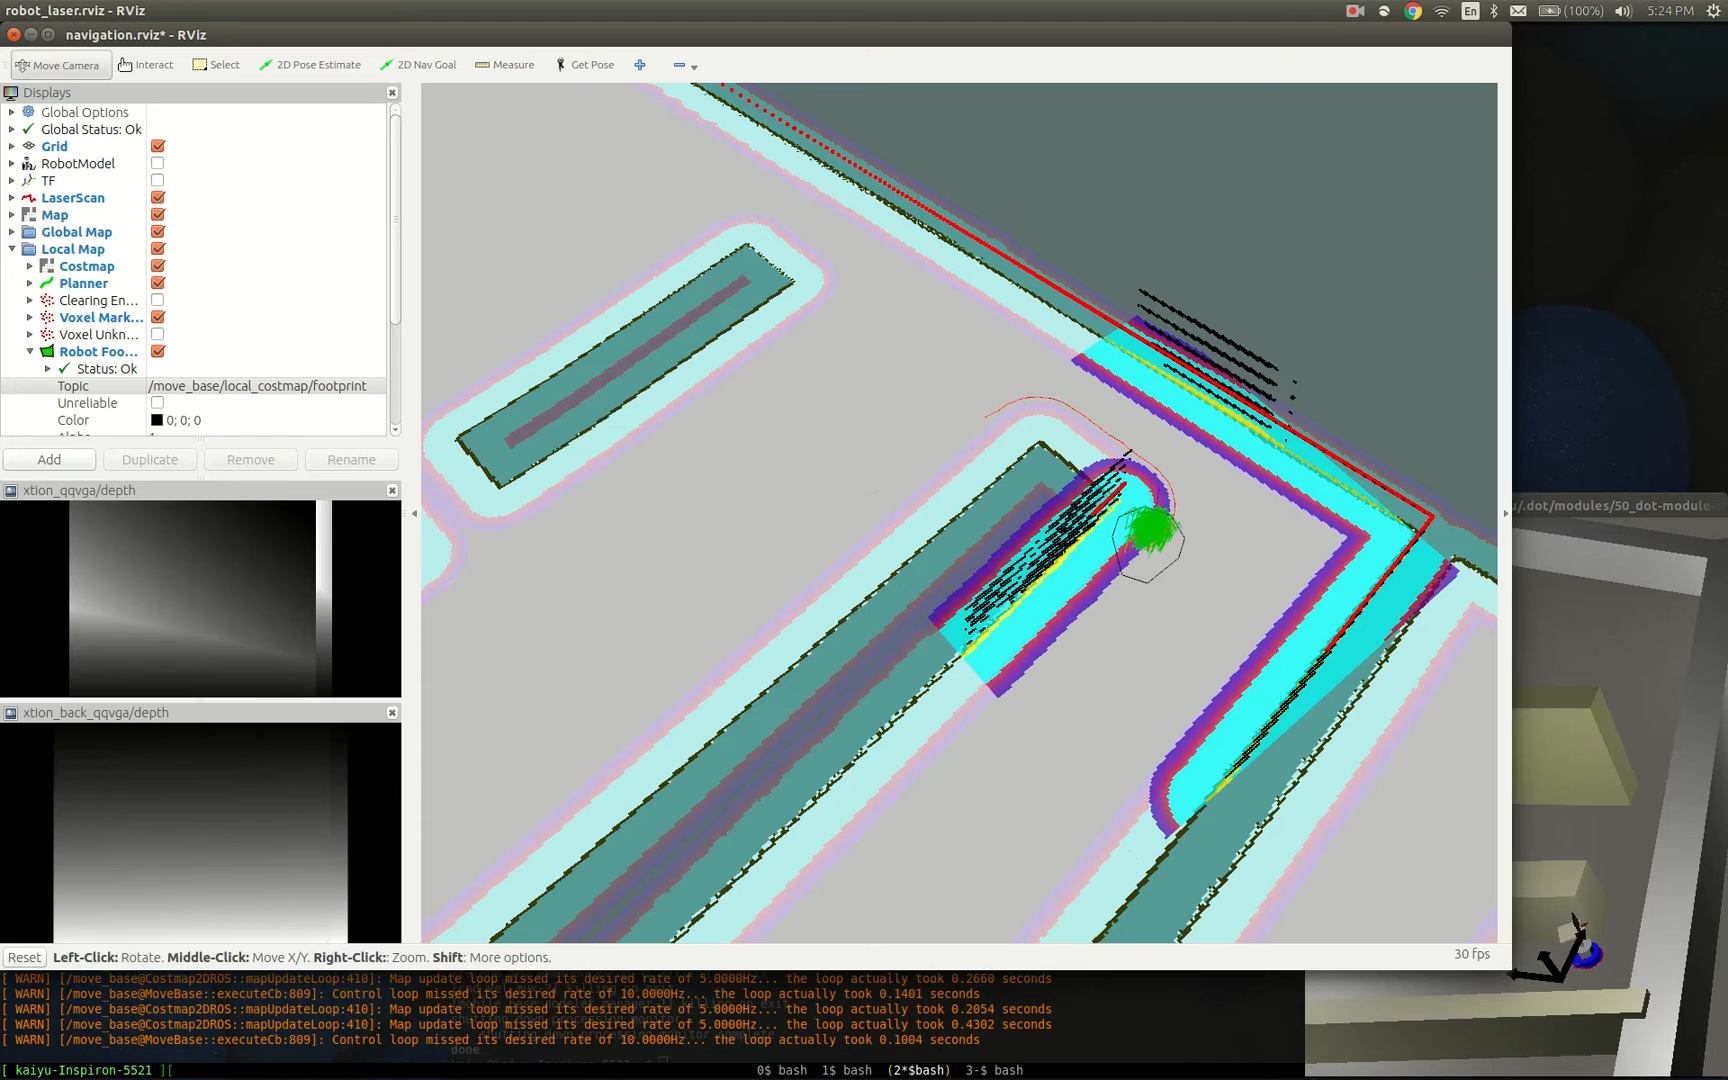 robot_laser.rviz - RViz
En
(100%)
5:24 PM
navigation.rviz* - RViz
Move Camera
Interact
Select
2D Pose Estimate
2D Nav Goal
Measure
Get Pose
Displays
Global Options
Global Status: Ok
Grid
RobotModel
TF
LaserScan
Map
Global Map
Local Map
Costmap
Planner
Clearing En...
Voxel Mark...
Voxel Unkn...
Robot Foo...
Status: Ok
Topic /move_base/local_costmap/footprint
Unreliable
Color 0; 0; 0
Add
Duplicate
Remove
Rename
xtion_qqvga/depth
u/.dot/modules/50_dot-module-s
xtion_back_qqvga/depth
Reset
Left-Click: Rotate. Middle-Click: Move X/Y. Right-Click:: Zoom. Shift: More options.
30 fps
[ WARN] [/move_base@Costmap2DROS::mapUpdateLoop:410]: Map update loop missed its desired rate of 5.0000Hz... the loop actually took 0.2660 seconds
[ WARN] [/move_base@MoveBase::executeCb:809]: Control loop missed its desired rate of 10.0000Hz... the loop actually took 0.1401 seconds
[ WARN] [/move_base@Costmap2DROS::mapUpdateLoop:410]: Map update loop missed its desired rate of 5.0000Hz... the loop actually took 0.2054 seconds
[ WARN] [/move_base@Costmap2DROS::mapUpdateLoop:410]: Map update loop missed its desired rate of 5.0000Hz... the loop actually took 0.4302 seconds
[ WARN] [/move_base@MoveBase::executeCb:809]: Control loop missed its desired rate of 10.0000Hz... the loop actually took 0.1004 seconds
done
[ kaiyu-Inspiron-5521 ][ 0$ bash 1$ bash (2*$bash) 3-$ bash